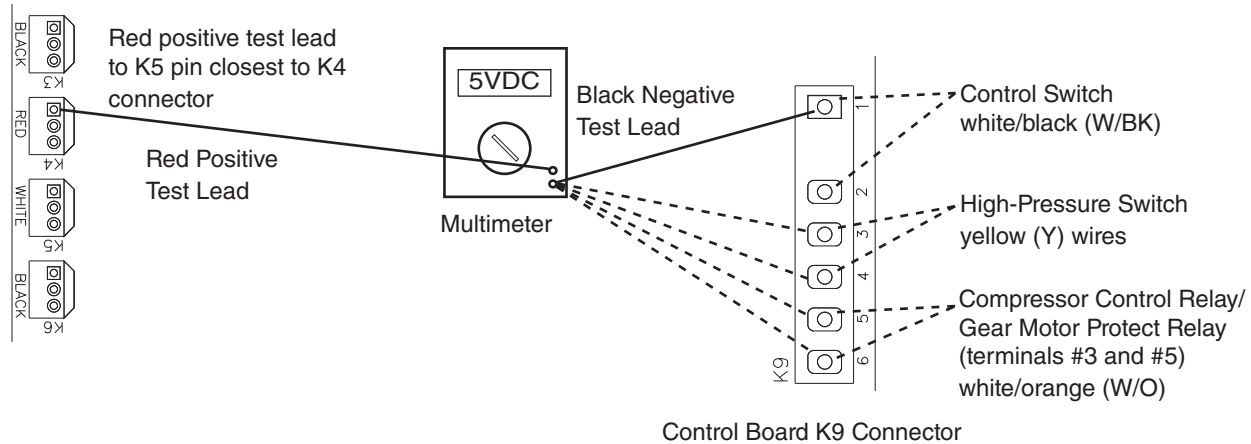 BLACK
K3
RED
K4
WHITE
K5
BLACK
K6
Red positive test lead
to K5 pin closest to K4
connector
Red Positive
Test Lead
5VDC
Multimeter
Black Negative
Test Lead
1
2
3
4
5
6
K9
Control Switch
white/black (W/BK)
High-Pressure Switch
yellow (Y) wires
Compressor Control Relay/
Gear Motor Protect Relay
(terminals #3 and #5)
white/orange (W/O)
Control Board K9 Connector